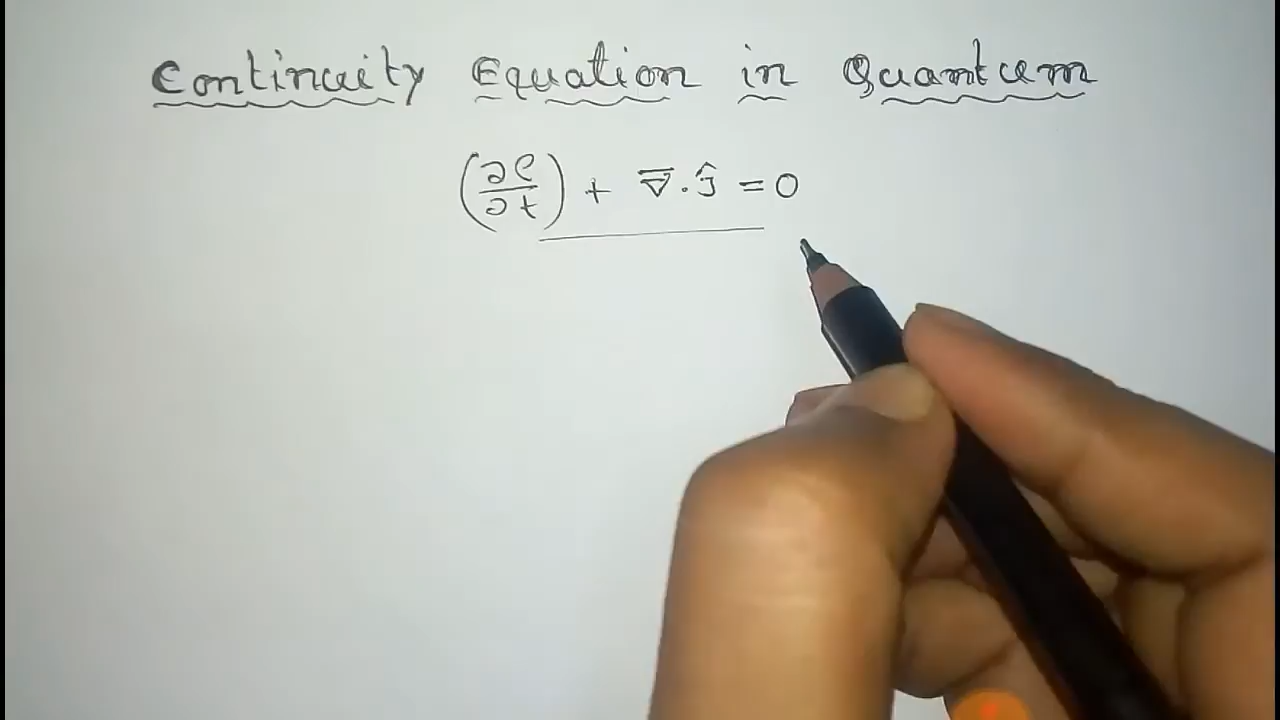 Continuity Equation in Quantum
(∂ρ/∂t) + ∇̅.Ĵ = 0